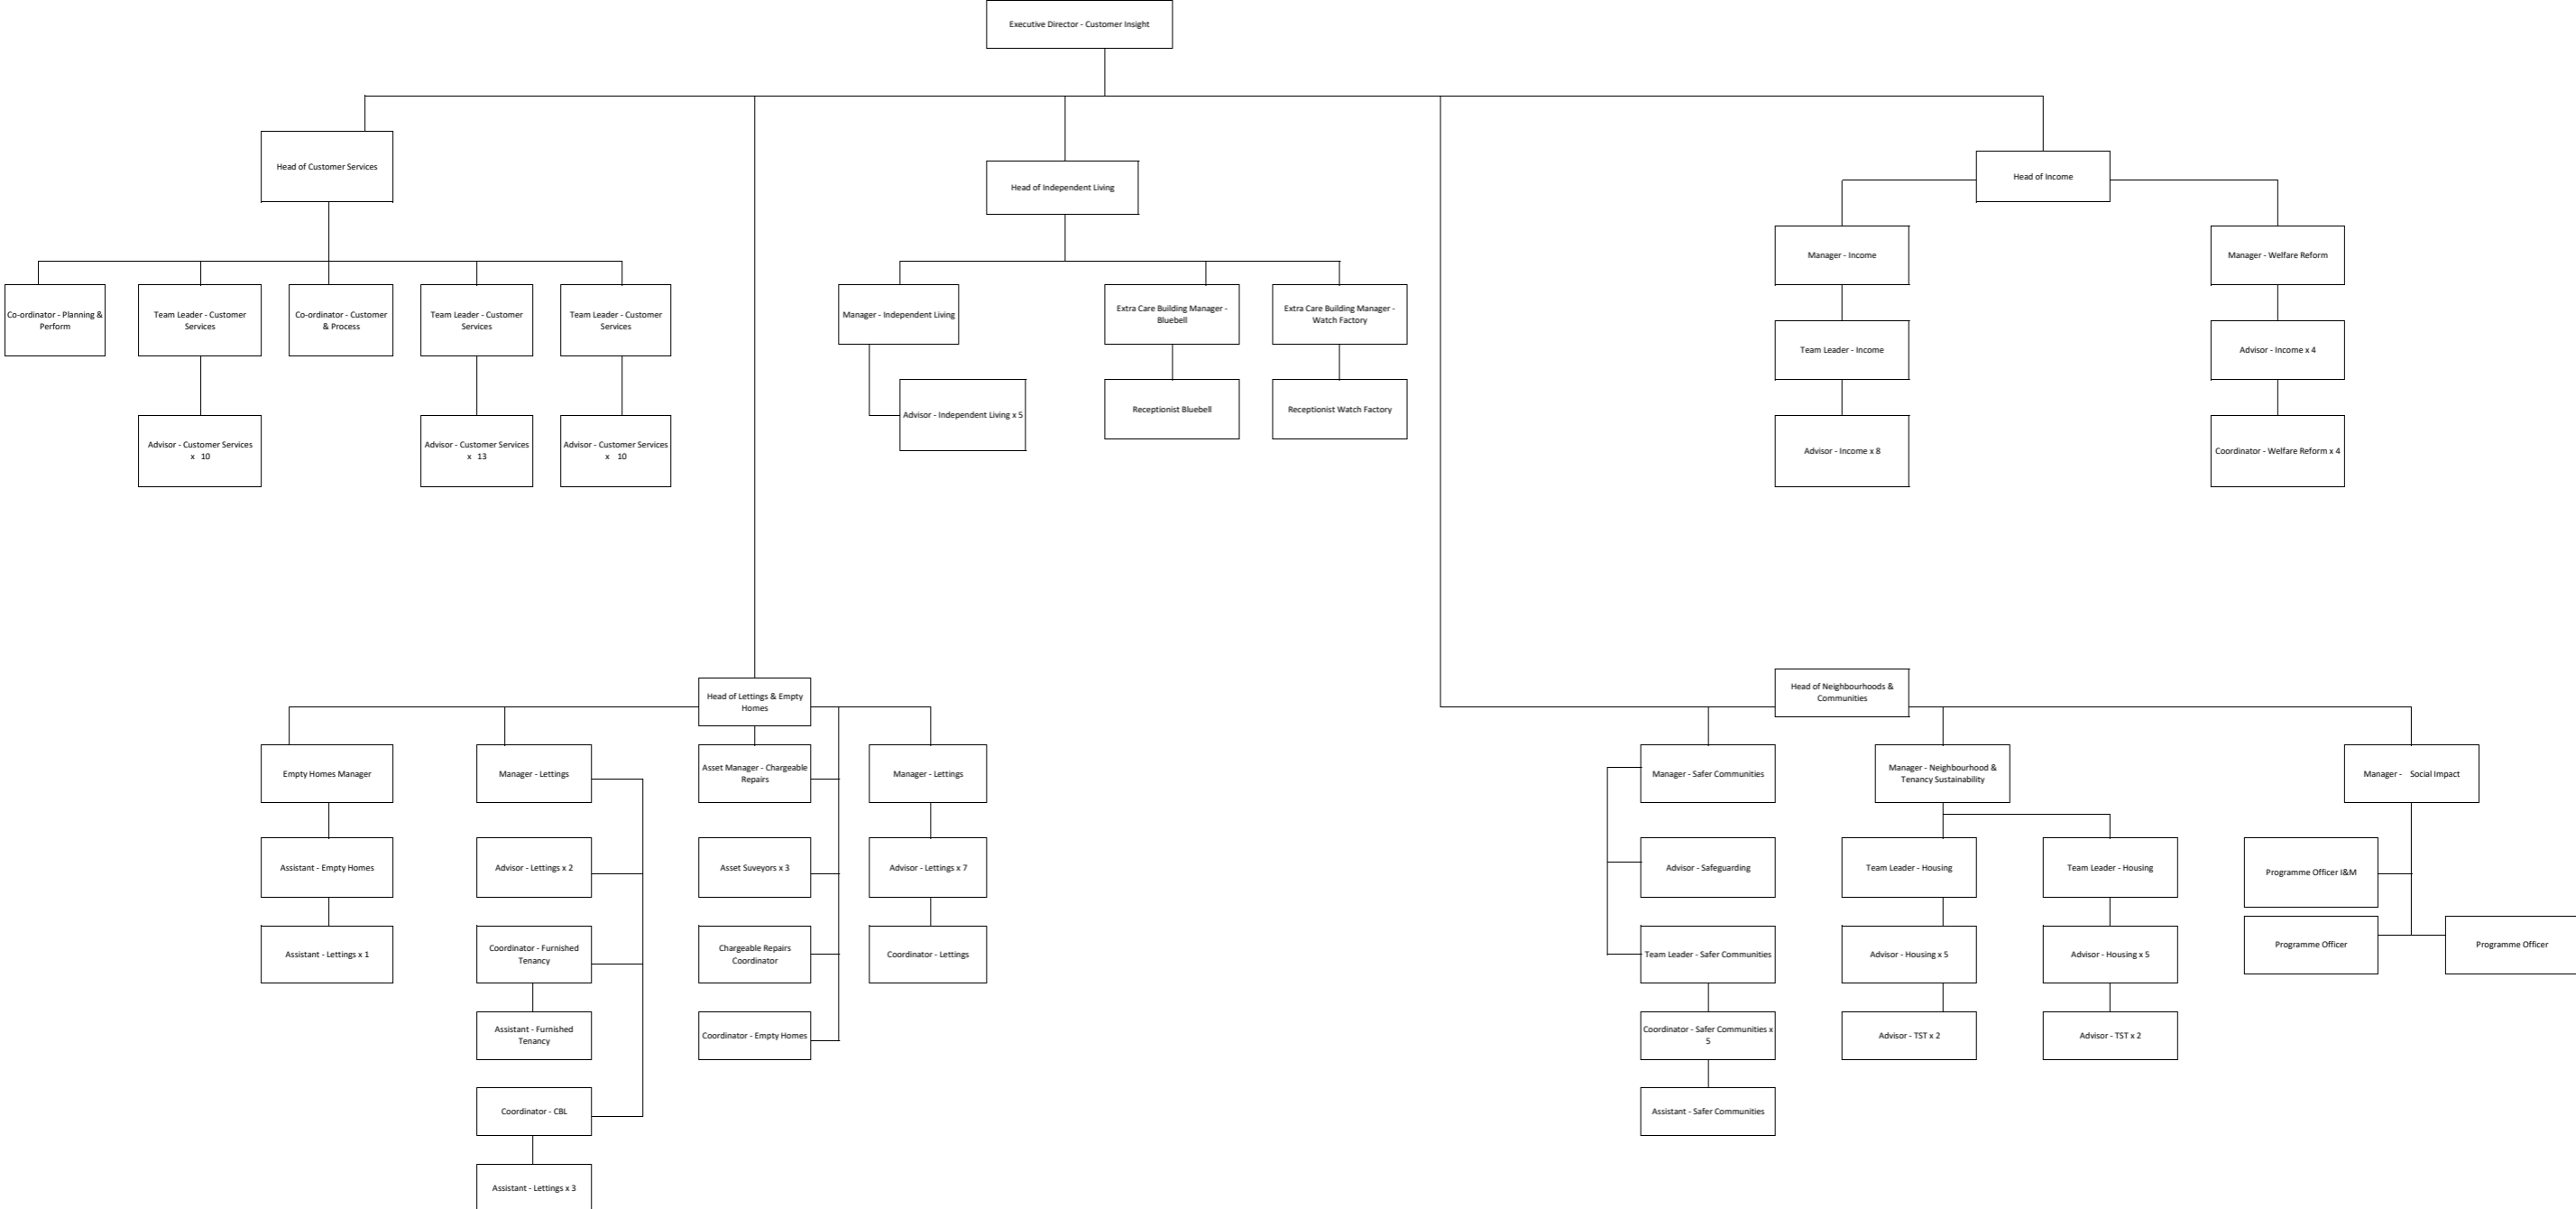 Executive Director - Customer Insight
Head of Customer Services
Head of Independent Living
Head of Income
Manager - Income
Manager - Welfare Reform
Co-ordinator - Planning &
Perform
Team Leader - Customer
Services
Co-ordinator - Customer
& Process
Team Leader - Customer
Services
Team Leader - Customer
Services
Manager - Independent Living
Extra Care Building Manager -
Bluebell
Extra Care Building Manager -
Watch Factory
Team Leader - Income
Advisor - Income x 4
Advisor - Independent Living x 5
Receptionist Bluebell
Receptionist Watch Factory
Advisor - Customer Services
x 10
Advisor - Customer Services
x 13
Advisor - Customer Services
x 10
Advisor - Income x 8
Coordinator - Welfare Reform x 4
Head of Lettings & Empty
Homes
Head of Neighbourhoods &
Communities
Empty Homes Manager
Manager - Lettings
Asset Manager - Chargeable
Repairs
Manager - Lettings
Manager - Safer Communities
Manager - Neighbourhood &
Tenancy Sustainability
Manager - Social Impact
Assistant - Empty Homes
Advisor - Lettings x 2
Asset Suveyors x 3
Advisor - Lettings x 7
Advisor - Safeguarding
Team Leader - Housing
Team Leader - Housing
Programme Officer I&M
Assistant - Lettings x 1
Coordinator - Furnished
Tenancy
Chargeable Repairs
Coordinator
Coordinator - Lettings
Team Leader - Safer Communities
Advisor - Housing x 5
Advisor - Housing x 5
Programme Officer
Programme Officer
Assistant - Furnished
Tenancy
Coordinator - Empty Homes
Coordinator - Safer Communities x
5
Advisor - TST x 2
Advisor - TST x 2
Coordinator - CBL
Assistant - Safer Communities
Assistant - Lettings x 3